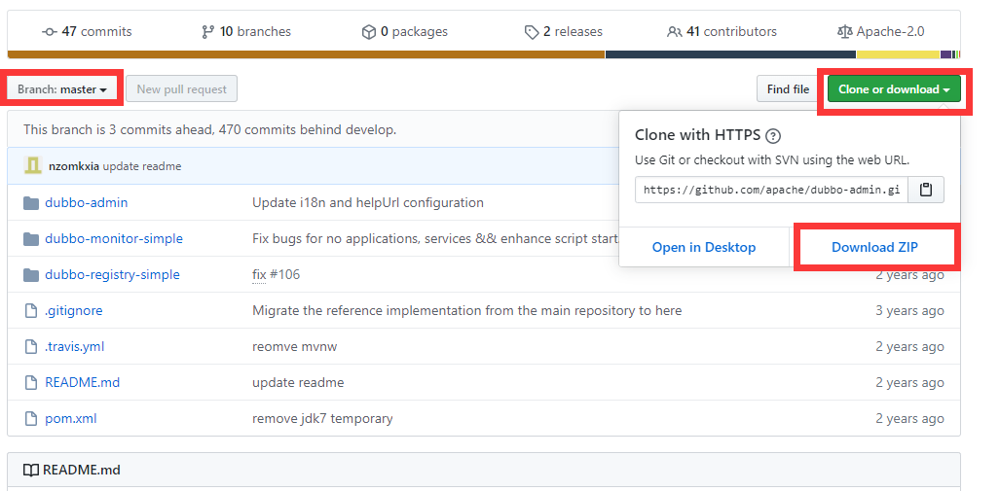 47 commits 10 branches 0 packages 2 releases 41 contributors Apache-2.0
Branch: master New pull request Find file Clone or download
This branch is 3 commits ahead, 470 commits behind develop.
Clone with HTTPS ?
Use Git or checkout with SVN using the web URL.
https://github.com/apache/dubbo-admin.gi
Open in Desktop Download ZIP
nzomkxia update readme
dubbo-admin Update i18n and helpUrl configuration
dubbo-monitor-simple Fix bugs for no applications, services && enhance script start
dubbo-registry-simple fix #106 2 years ago
.gitignore Migrate the reference implementation from the main repository to here 3 years ago
.travis.yml reomve mvnw 2 years ago
README.md update readme 2 years ago
pom.xml remove jdk7 temporary 2 years ago
README.md